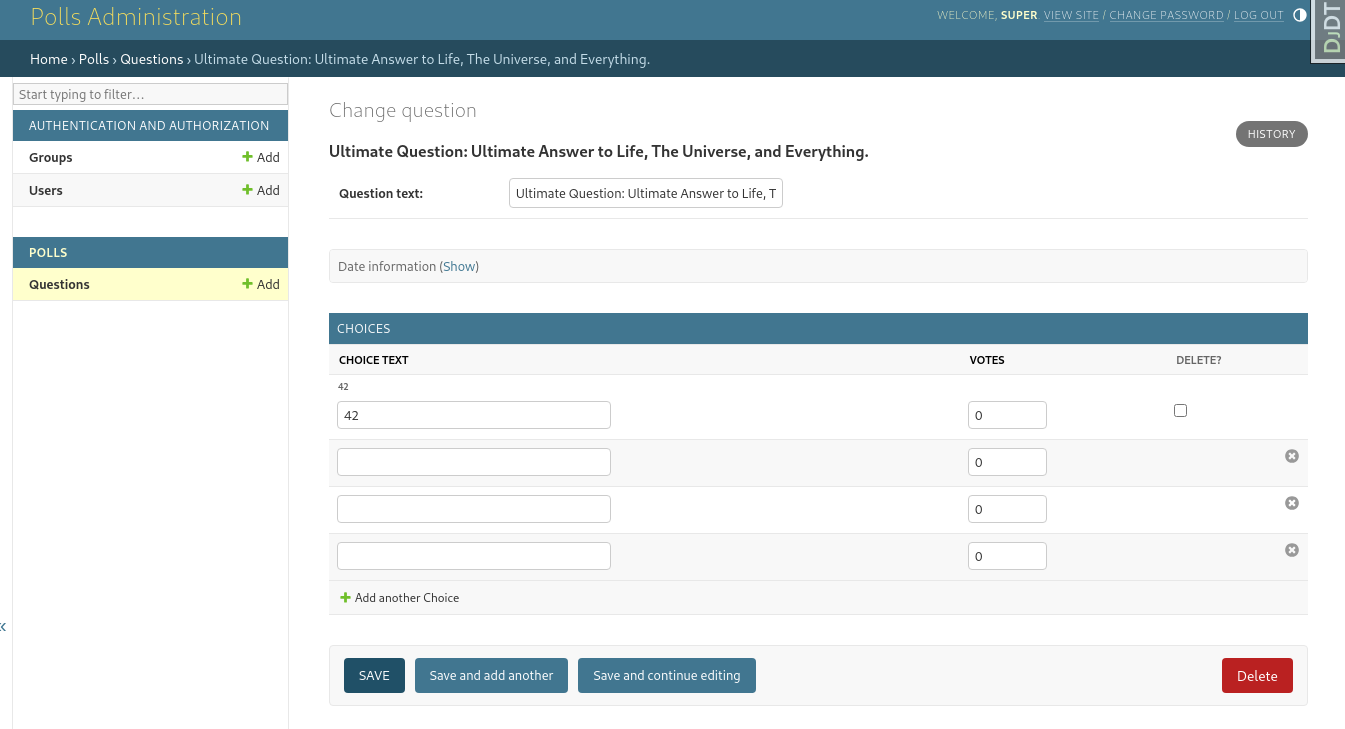 Polls Administration
WELCOME, SUPER VIEW SITE / CHANGE PASSWORD / LOG OUT
DJDT
Home › Polls › Questions › Ultimate Question: Ultimate Answer to Life, The Universe, and Everything.
Start typing to filter…
AUTHENTICATION AND AUTHORIZATION
Groups + Add
Users + Add
POLLS
Questions + Add
«
Change question
HISTORY
Ultimate Question: Ultimate Answer to Life, The Universe, and Everything.
Question text: Ultimate Question: Ultimate Answer to Life, T
Date information (Show)
CHOICES
CHOICE TEXT VOTES DELETE?
42
42 0
0
0
0
+ Add another Choice
SAVE Save and add another Save and continue editing Delete